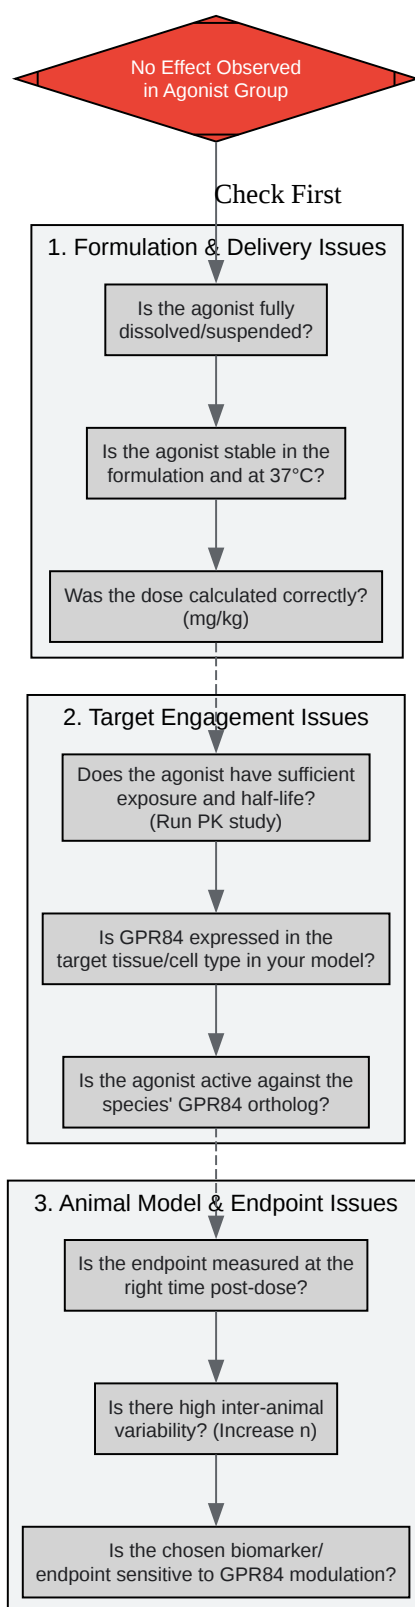 No Effect Observed
in Agonist Group
Check First
1. Formulation & Delivery Issues
Is the agonist fully
dissolved/suspended?
Is the agonist stable in the
formulation and at 37°C?
Was the dose calculated correctly?
(mg/kg)
2. Target Engagement Issues
Does the agonist have sufficient
exposure and half-life?
(Run PK study)
Is GPR84 expressed in the
target tissue/cell type in your model?
Is the agonist active against the
species' GPR84 ortholog?
3. Animal Model & Endpoint Issues
Is the endpoint measured at the
right time post-dose?
Is there high inter-animal
variability? (Increase n)
Is the chosen biomarker/
endpoint sensitive to GPR84 modulation?